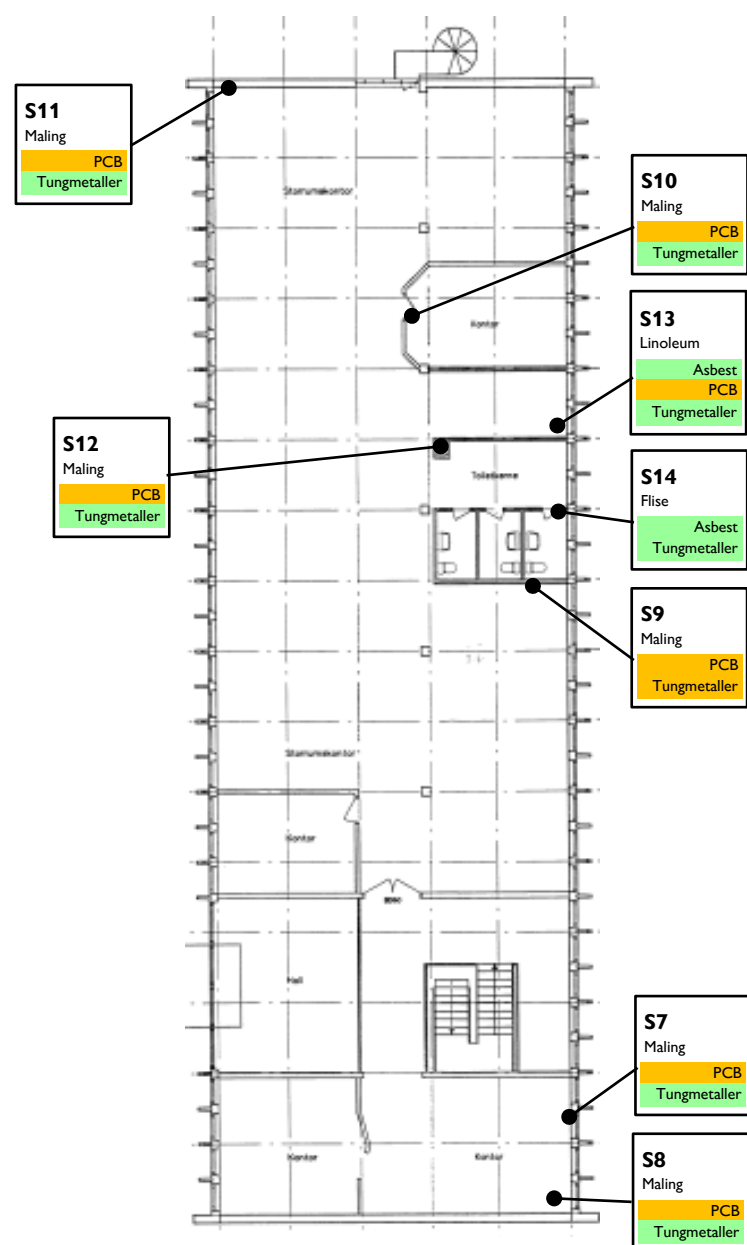 S11
Maling
PCB
Tungmetaller
S10
Maling
PCB
Tungmetaller
Storrumskontor
Kontor
S13
Linoleum
Asbest
PCB
Tungmetaller
S12
Maling
PCB
Tungmetaller
Toiletkerne
S14
Flise
Asbest
Tungmetaller
S9
Maling
PCB
Tungmetaller
Storrumskontor
Kontor
Hall
S7
Maling
PCB
Tungmetaller
Kontor
Kontor
S8
Maling
PCB
Tungmetaller